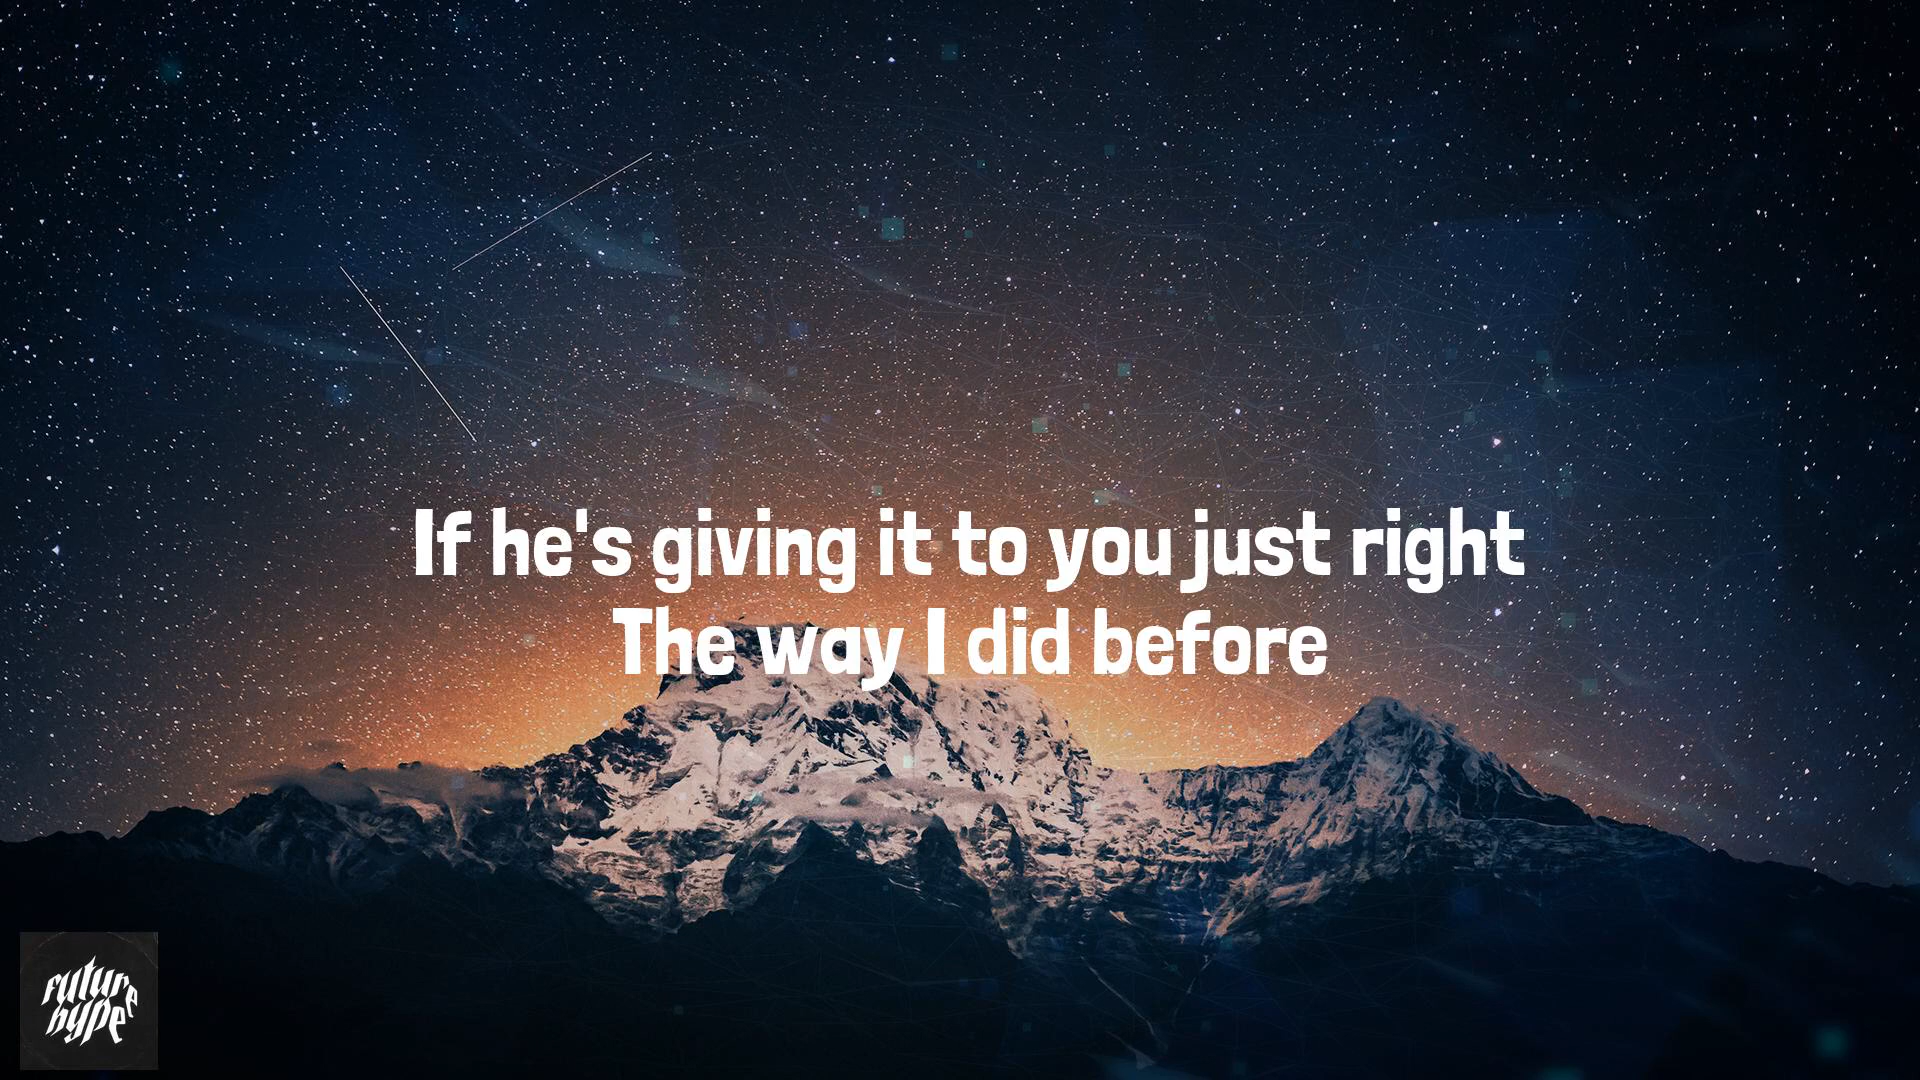 If he's giving it to you just right
The way I did before
future
hype